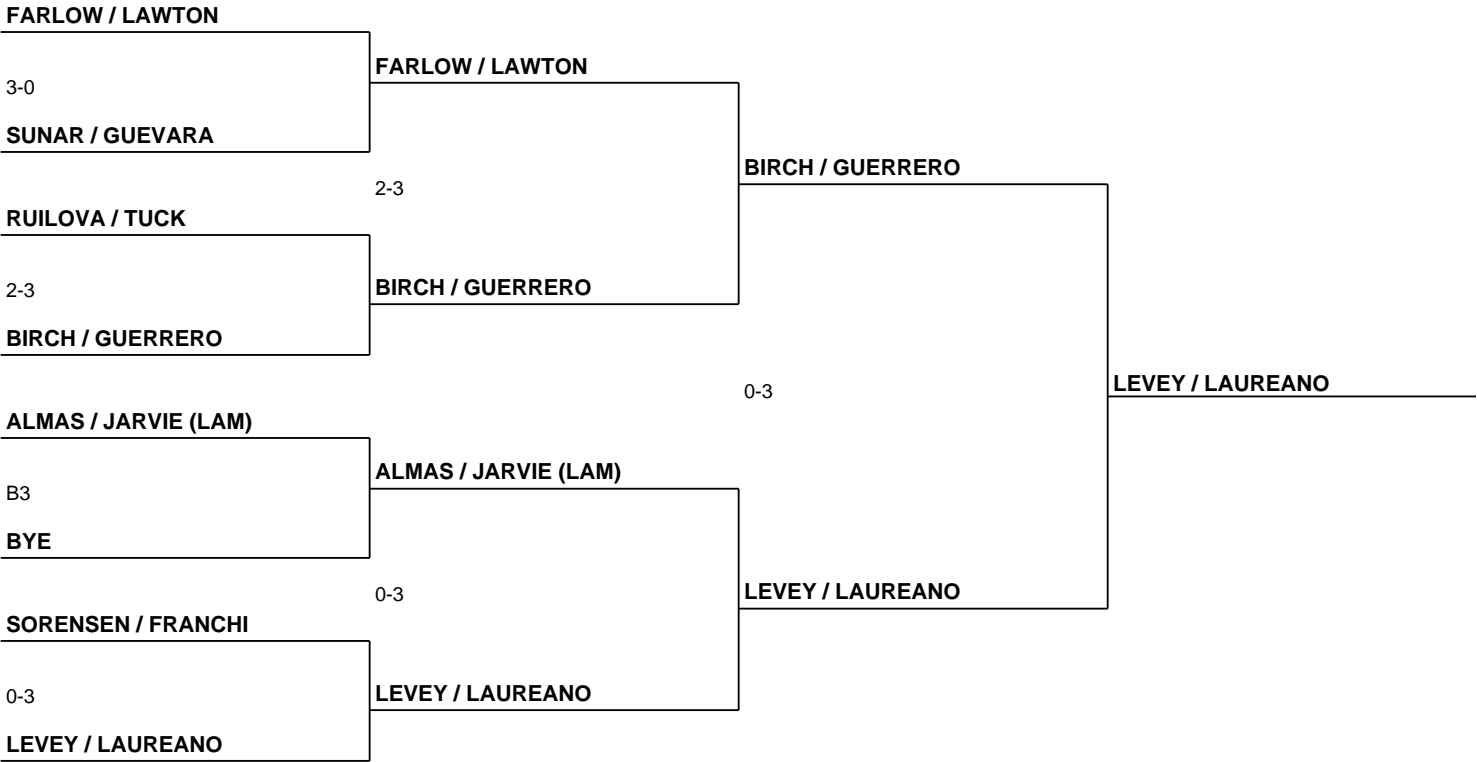 FARLOW / LAWTON
3-0
SUNAR / GUEVARA
RUILOVA / TUCK
2-3
BIRCH / GUERRERO
ALMAS / JARVIE (LAM)
B3
BYE
SORENSEN / FRANCHI
0-3
LEVEY / LAUREANO
FARLOW / LAWTON
2-3
BIRCH / GUERRERO
ALMAS / JARVIE (LAM)
0-3
LEVEY / LAUREANO
BIRCH / GUERRERO
0-3
LEVEY / LAUREANO
LEVEY / LAUREANO